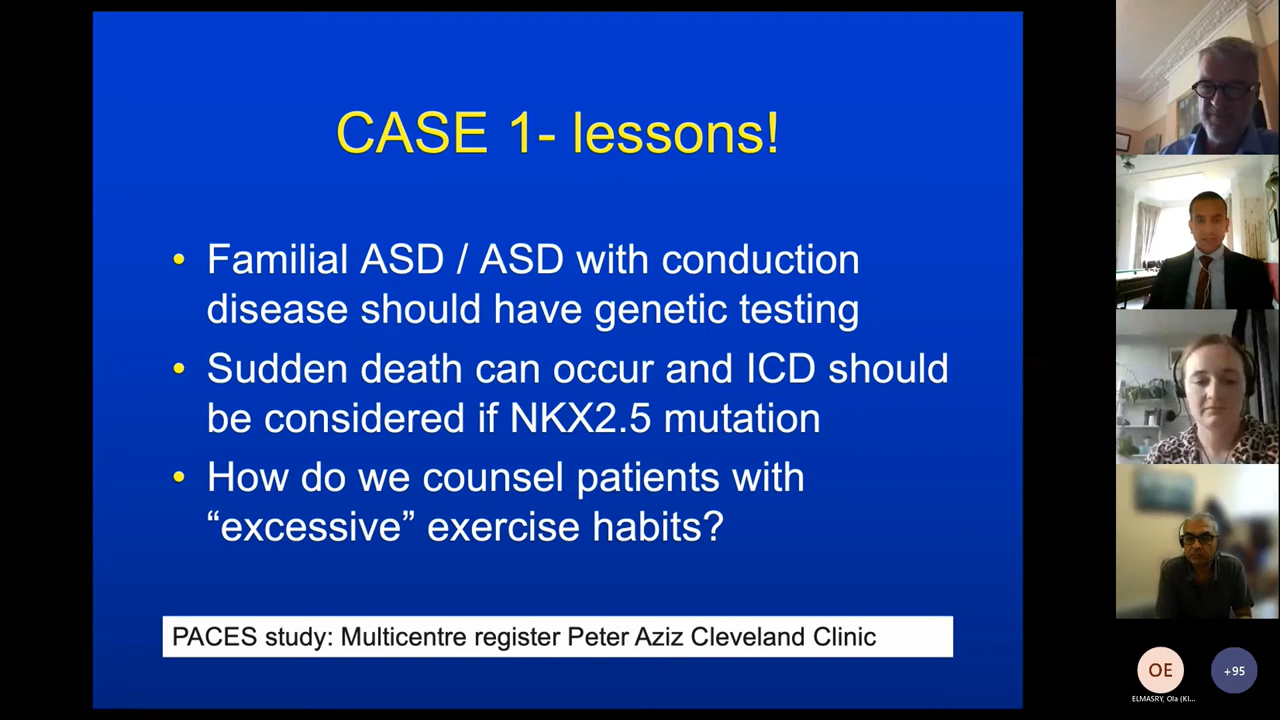 CASE 1- lessons!
• Familial ASD / ASD with conduction
disease should have genetic testing
• Sudden death can occur and ICD should
be considered if NKX2.5 mutation
• How do we counsel patients with
“excessive” exercise habits?
PACES study: Multicentre register Peter Aziz Cleveland Clinic
OE
+95
ELMASRY, Ola (KI...